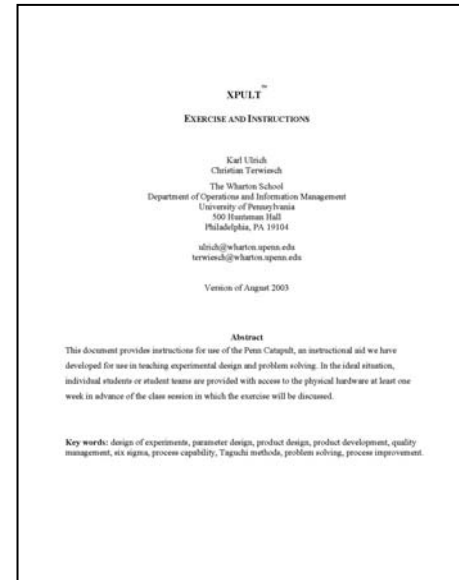 XPULT™
EXERCISE AND INSTRUCTIONS
Karl Ulrich
Christian Terwiesch
The Wharton School
Department of Operations and Information Management
University of Pennsylvania
500 Huntsman Hall
Philadelphia, PA 19104
ulrich@wharton.upenn.edu
terwiesch@wharton.upenn.edu
Version of August 2003
Abstract
This document provides instructions for use of the Penn Catapult, an instructional aid we have
developed for use in teaching experimental design and problem solving. In the ideal situation,
individual students or student teams are provided with access to the physical hardware at least one
week in advance of the class session in which the exercise will be discussed.
Key words: design of experiments, parameter design, product design, product development, quality
management, six sigma, process capability, Taguchi methods, problem solving, process improvement.